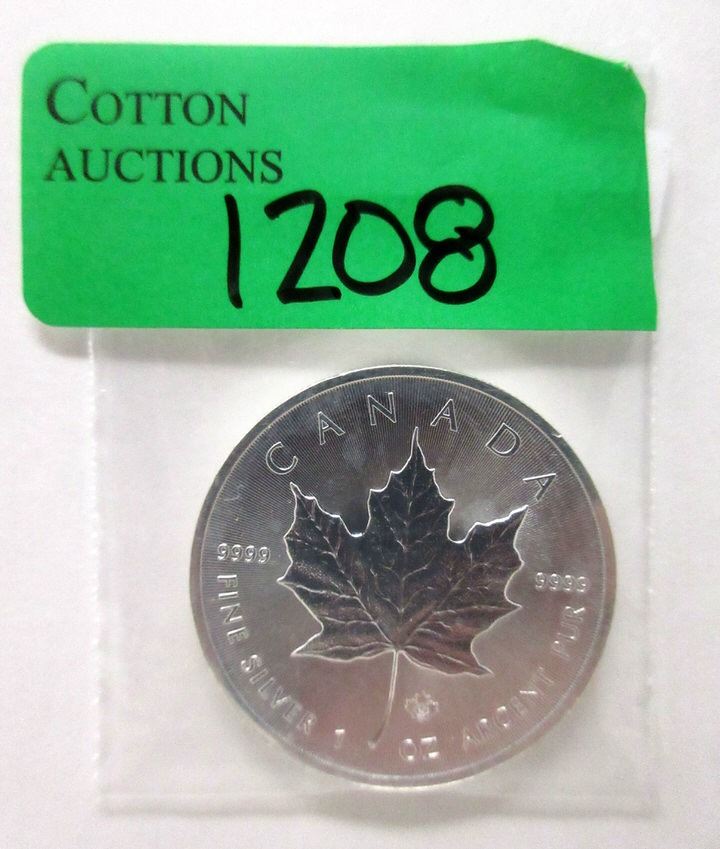 COTTON
AUCTIONS
1208
CANADA
9999
9999
FINE SILVER 1 OZ ARGENT PUR